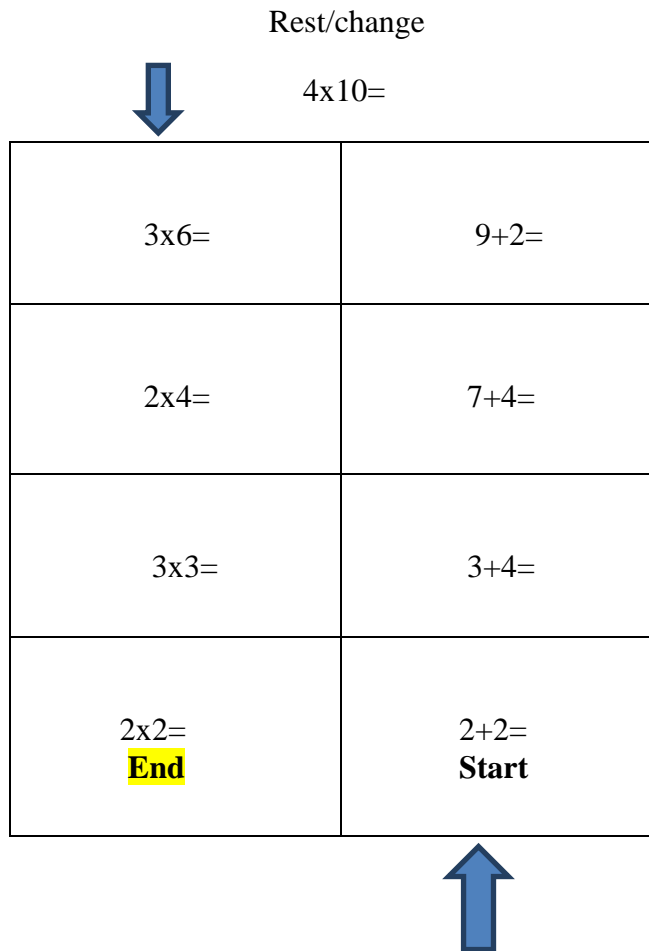 Rest/change
4x10=
3x6=
9+2=
2x4=
7+4=
3x3=
3+4=
2x2=
End
2+2=
Start